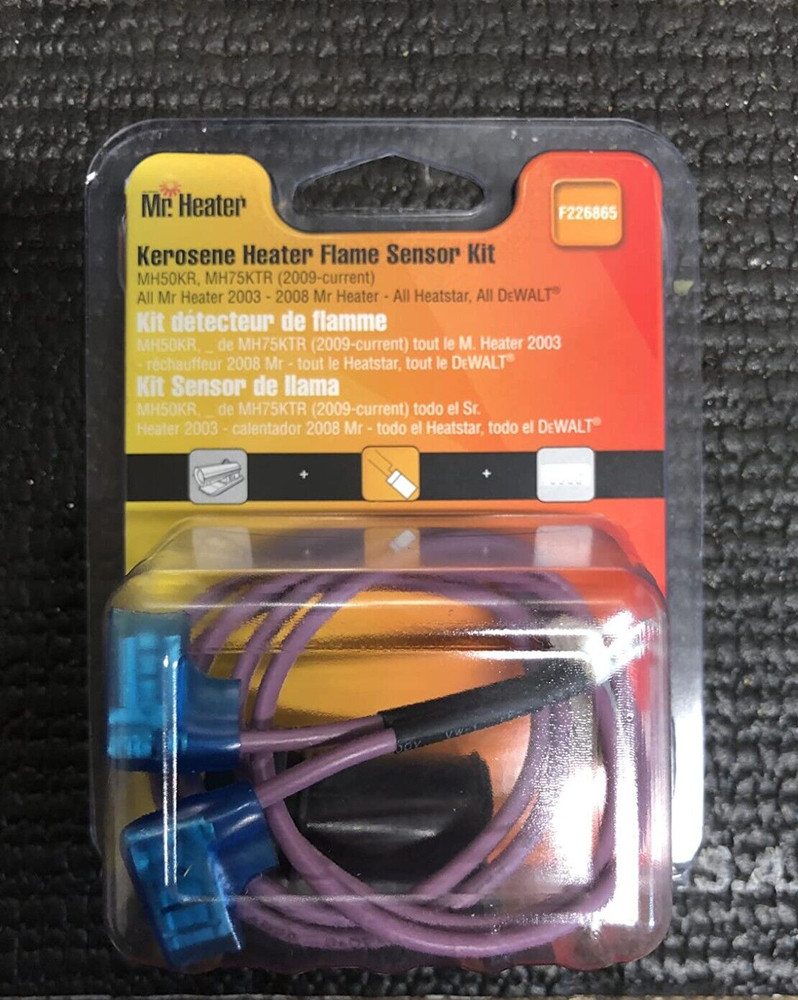 Mr. Heater
F226865
Kerosene Heater Flame Sensor Kit
MH50KR, MH75KTR (2009-current)
All Mr Heater 2003 - 2008 Mr Heater - All Heatstar, All DEWALT®
Kit détecteur de flamme
MH50KR, _ de MH75KTR (2009-current) tout le M. Heater 2003
- réchauffeur 2008 Mr - tout le Heatstar, tout le DEWALT®
Kit Sensor de llama
MH50KR, _ de MH75KTR (2009-current) todo el Sr.
Heater 2003 - calentador 2008 Mr - todo el Heatstar, todo el DEWALT®
+ +